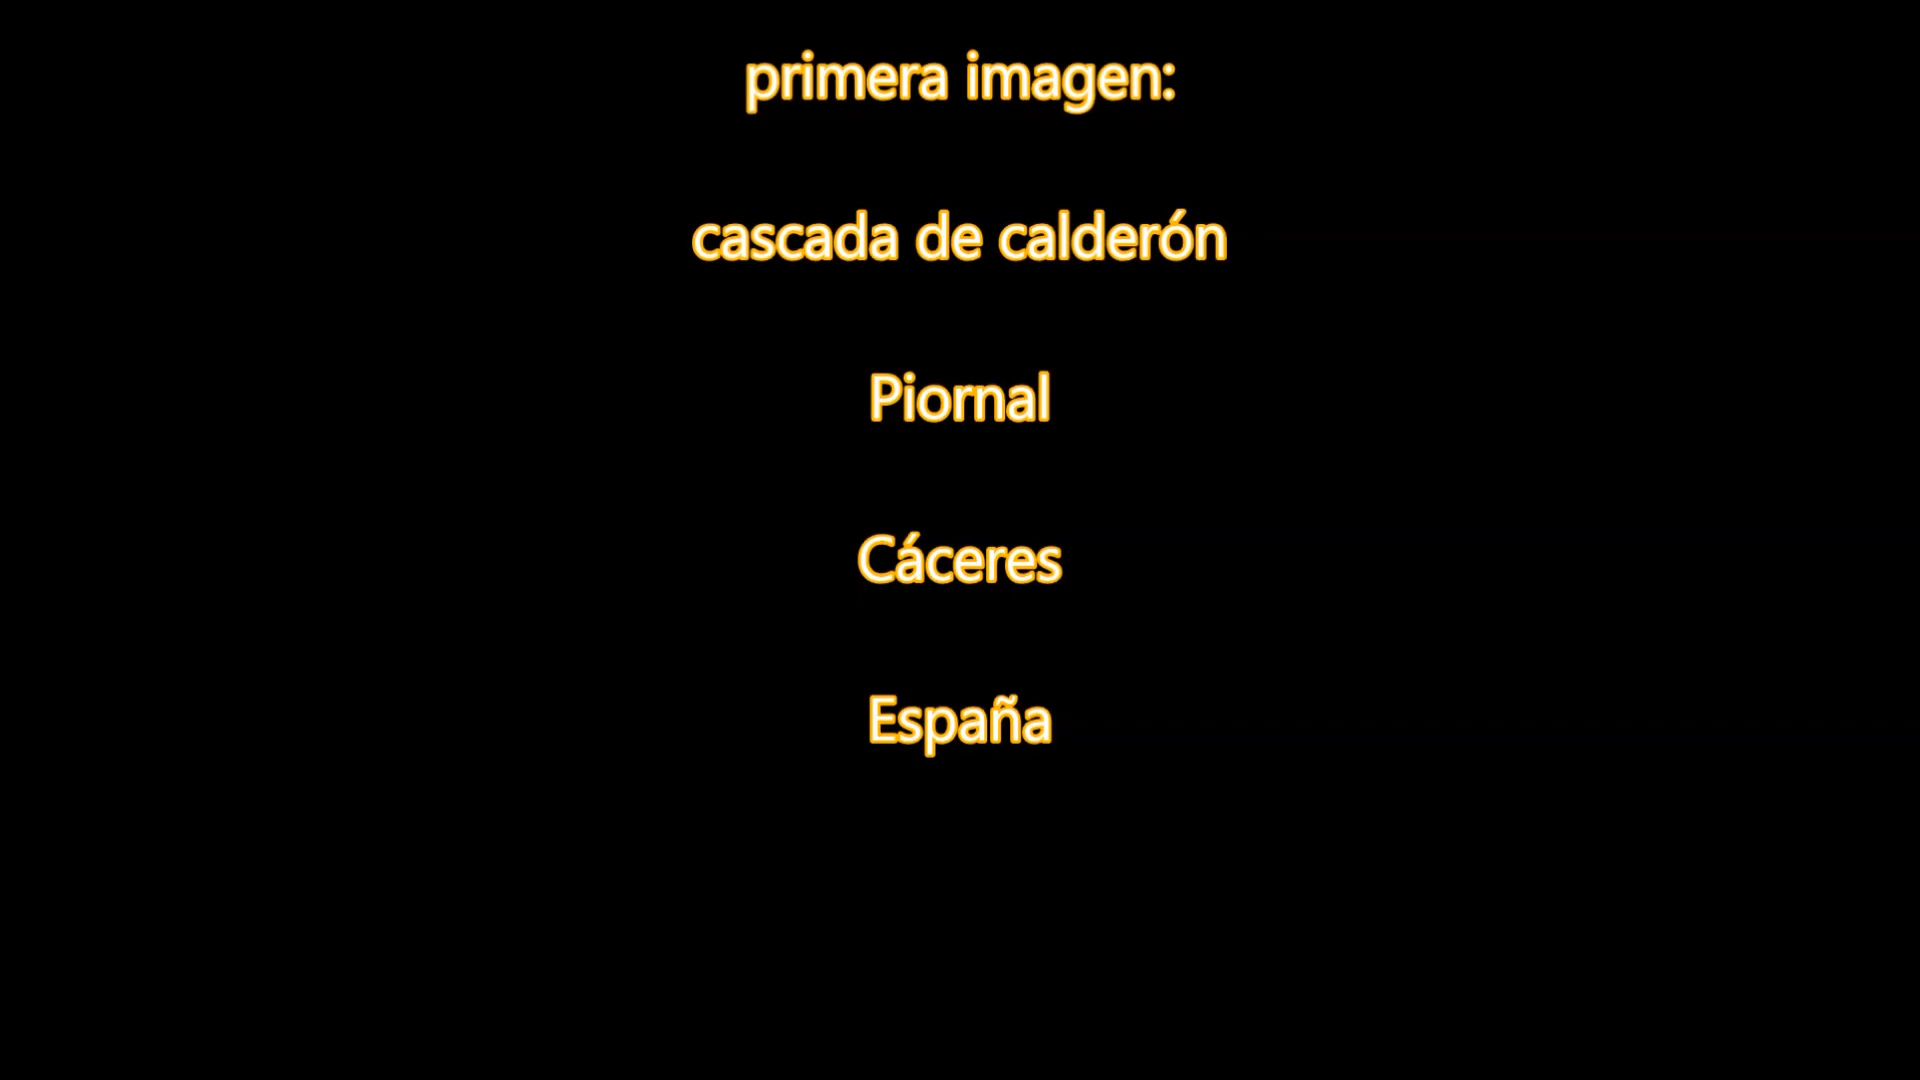 primera imagen:
cascada de calderón
Piornal
Cáceres
España